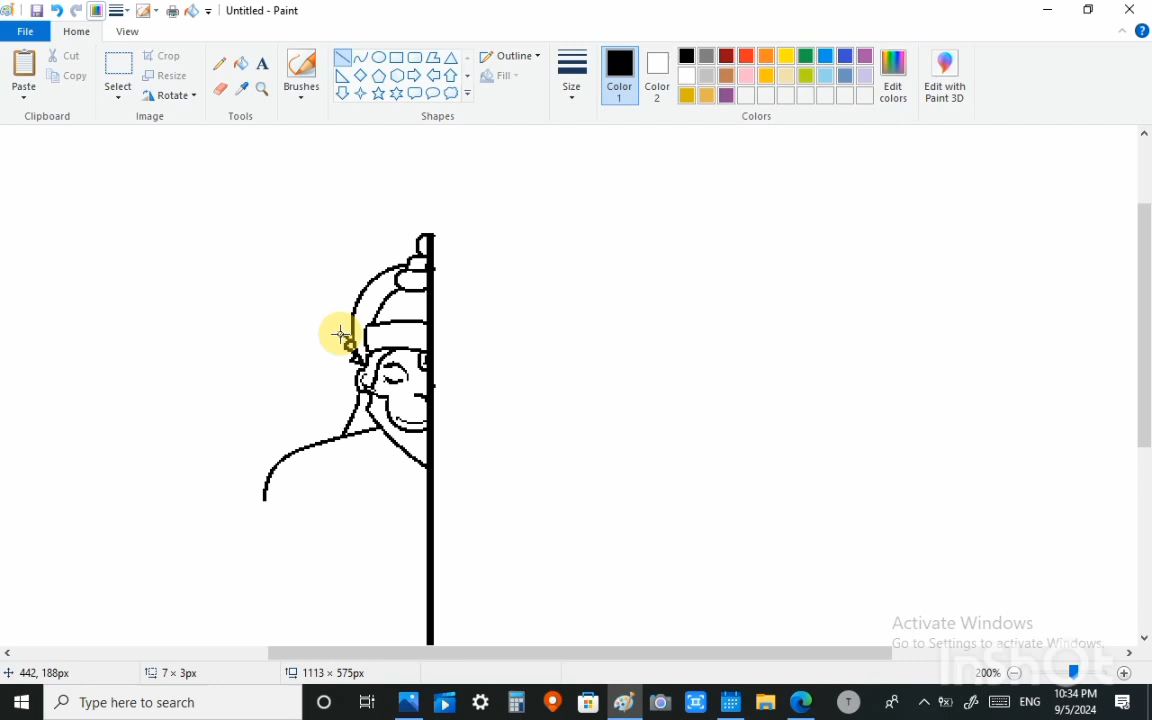 Untitled - Paint
File Home View
Paste
Cut
Copy
Clipboard
Select
Crop
Resize
Rotate
Image
Tools
Brushes
Shapes
Outline
Fill
Size
Color 1
Color 2
Colors
Edit colors
Edit with Paint 3D
Activate Windows
Go to Settings to activate Windows.
InShOt
442, 188px
7 × 3px
1113 × 575px
200%
Type here to search
T
ENG
10:34 PM
9/5/2024